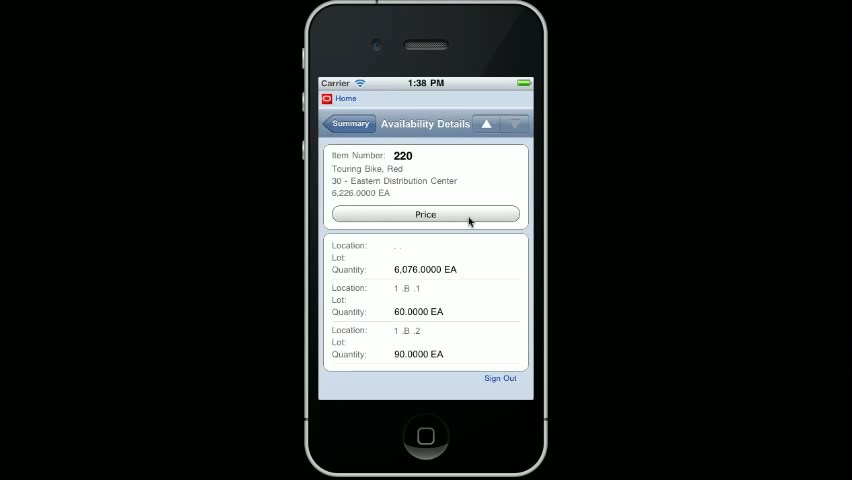 Carrier 1:38 PM
Home
Summary Availability Details
Item Number: 220
Touring Bike, Red
30 - Eastern Distribution Center
6,226.0000 EA
Price
Location: . .
Lot:
Quantity: 6,076.0000 EA
Location: 1 .B .1
Lot:
Quantity: 60.0000 EA
Location: 1 .B .2
Lot:
Quantity: 90.0000 EA
Sign Out